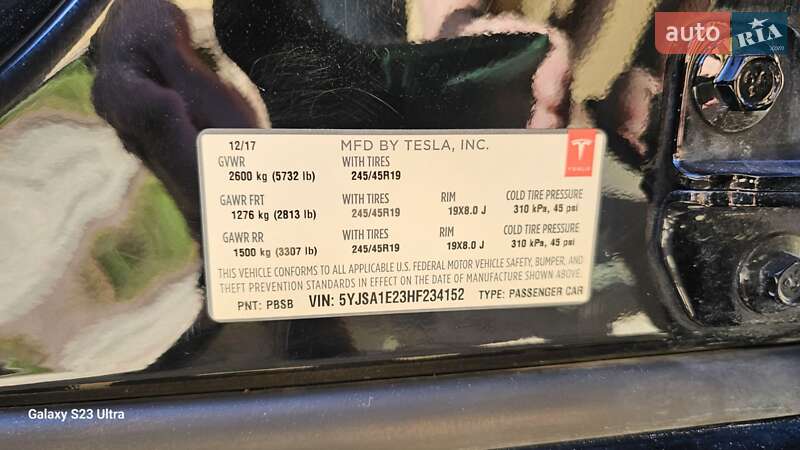 auto RIA
.com
12/17 MFD BY TESLA, INC.
GVWR WITH TIRES
2600 kg (5732 lb) 245/45R19
TESLA
GAWR FRT WITH TIRES RIM COLD TIRE PRESSURE
1276 kg (2813 lb) 245/45R19 19X8.0 J 310 kPa, 45 psi
GAWR RR WITH TIRES RIM COLD TIRE PRESSURE
1500 kg (3307 lb) 245/45R19 19X8.0 J 310 kPa, 45 psi
THIS VEHICLE CONFORMS TO ALL APPLICABLE U.S. FEDERAL MOTOR VEHICLE SAFETY, BUMPER, AND
THEFT PREVENTION STANDARDS IN EFFECT ON THE DATE OF MANUFACTURE SHOWN ABOVE.
PNT: PBSB VIN: 5YJSA1E23HF234152 TYPE: PASSENGER CAR
Galaxy S23 Ultra